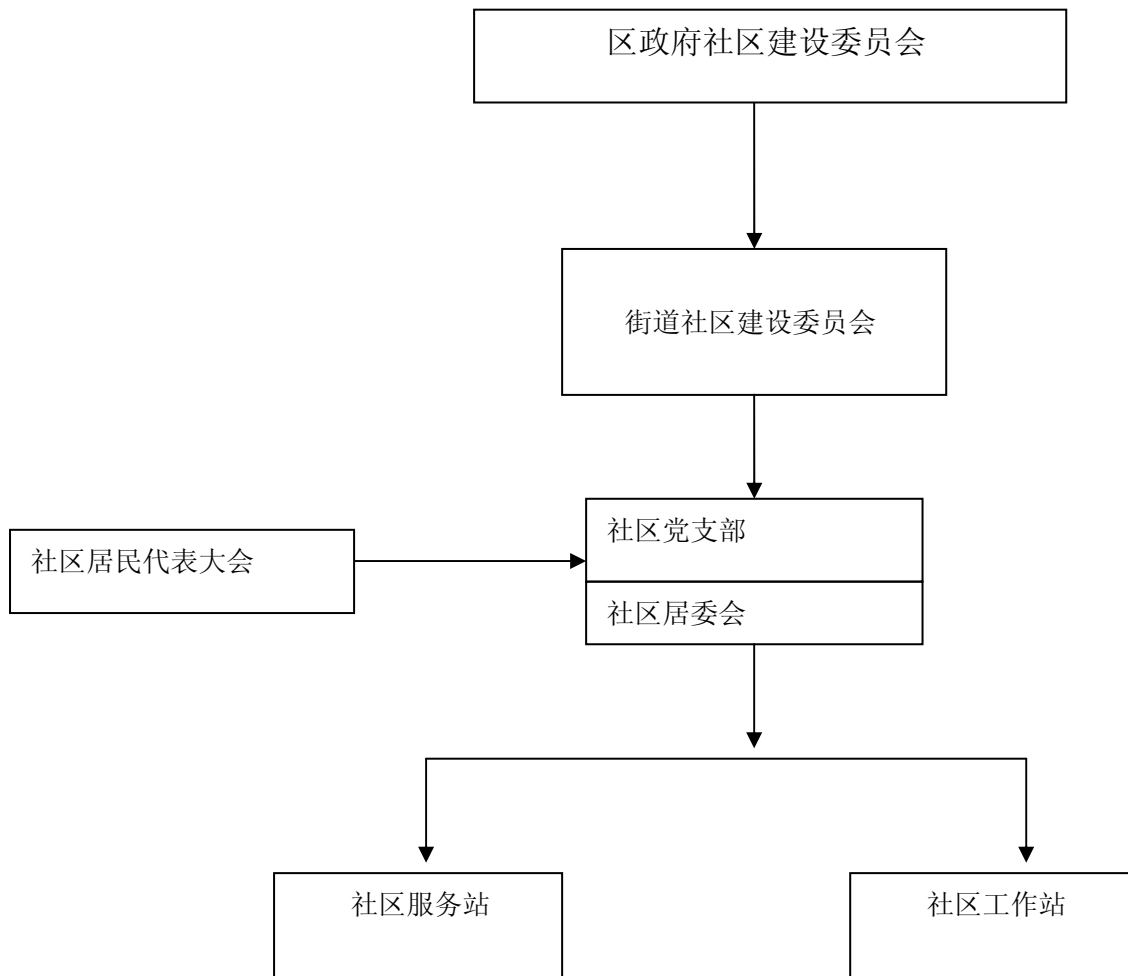 区政府社区建设委员会
街道社区建设委员会
社区党支部
社区居民代表大会
社区居委会
社区服务站
社区工作站